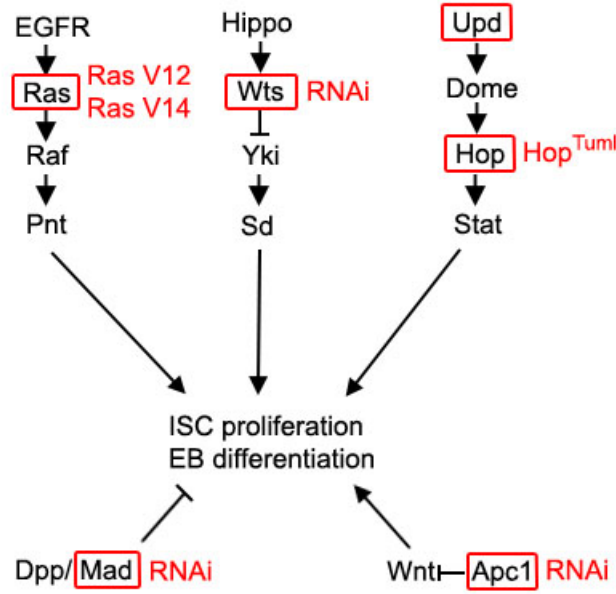 EGFR
Ras
Ras V12
Ras V14
Raf
Pnt
Hippo
Wts RNAi
Yki
Sd
Upd
Dome
Hop Hop^Tuml
Stat
ISC proliferation
EB differentiation
Dpp/Mad RNAi
Wnt Apc1 RNAi